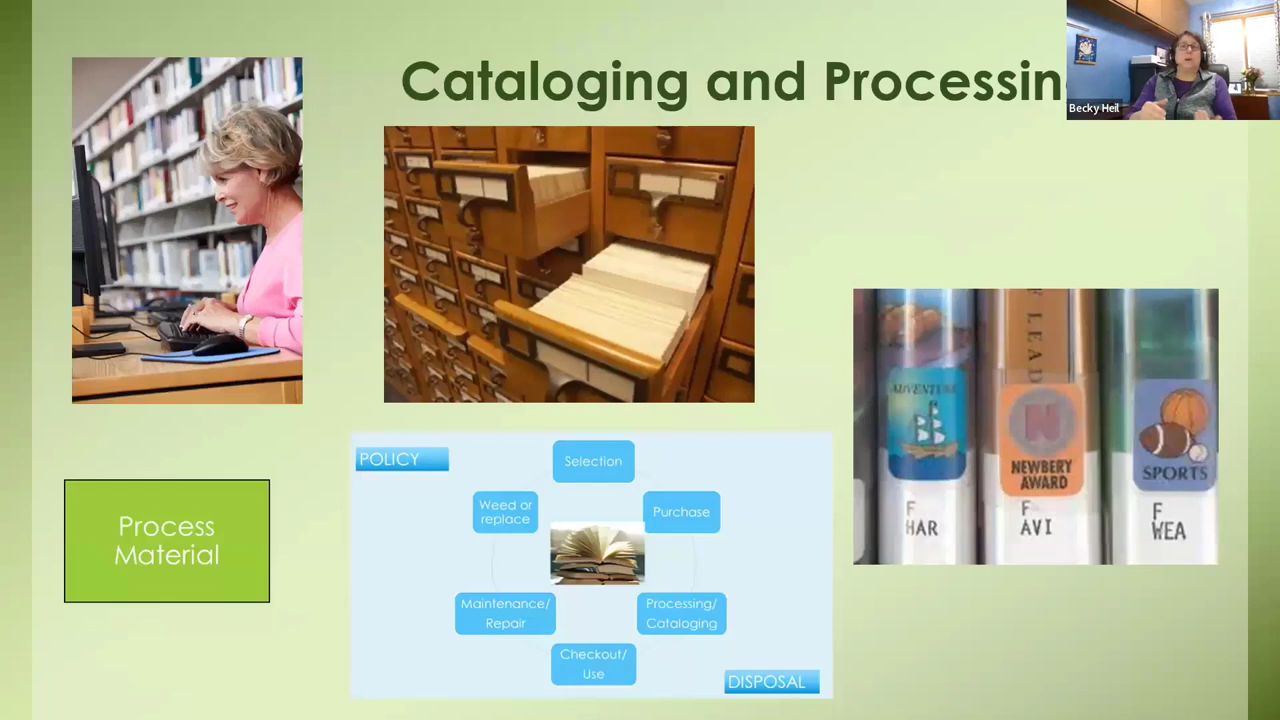 Cataloging and Processin
Becky Heil
POLICY
Selection
Weed or
replace
Purchase
Process
Material
Maintenance/
Repair
Processing/
Cataloging
Checkout/
Use
DISPOSAL
LEAD
ADVENTURE
NEWBERY
AWARD
SPORTS
F
HAR
F
AVI
F
WEA